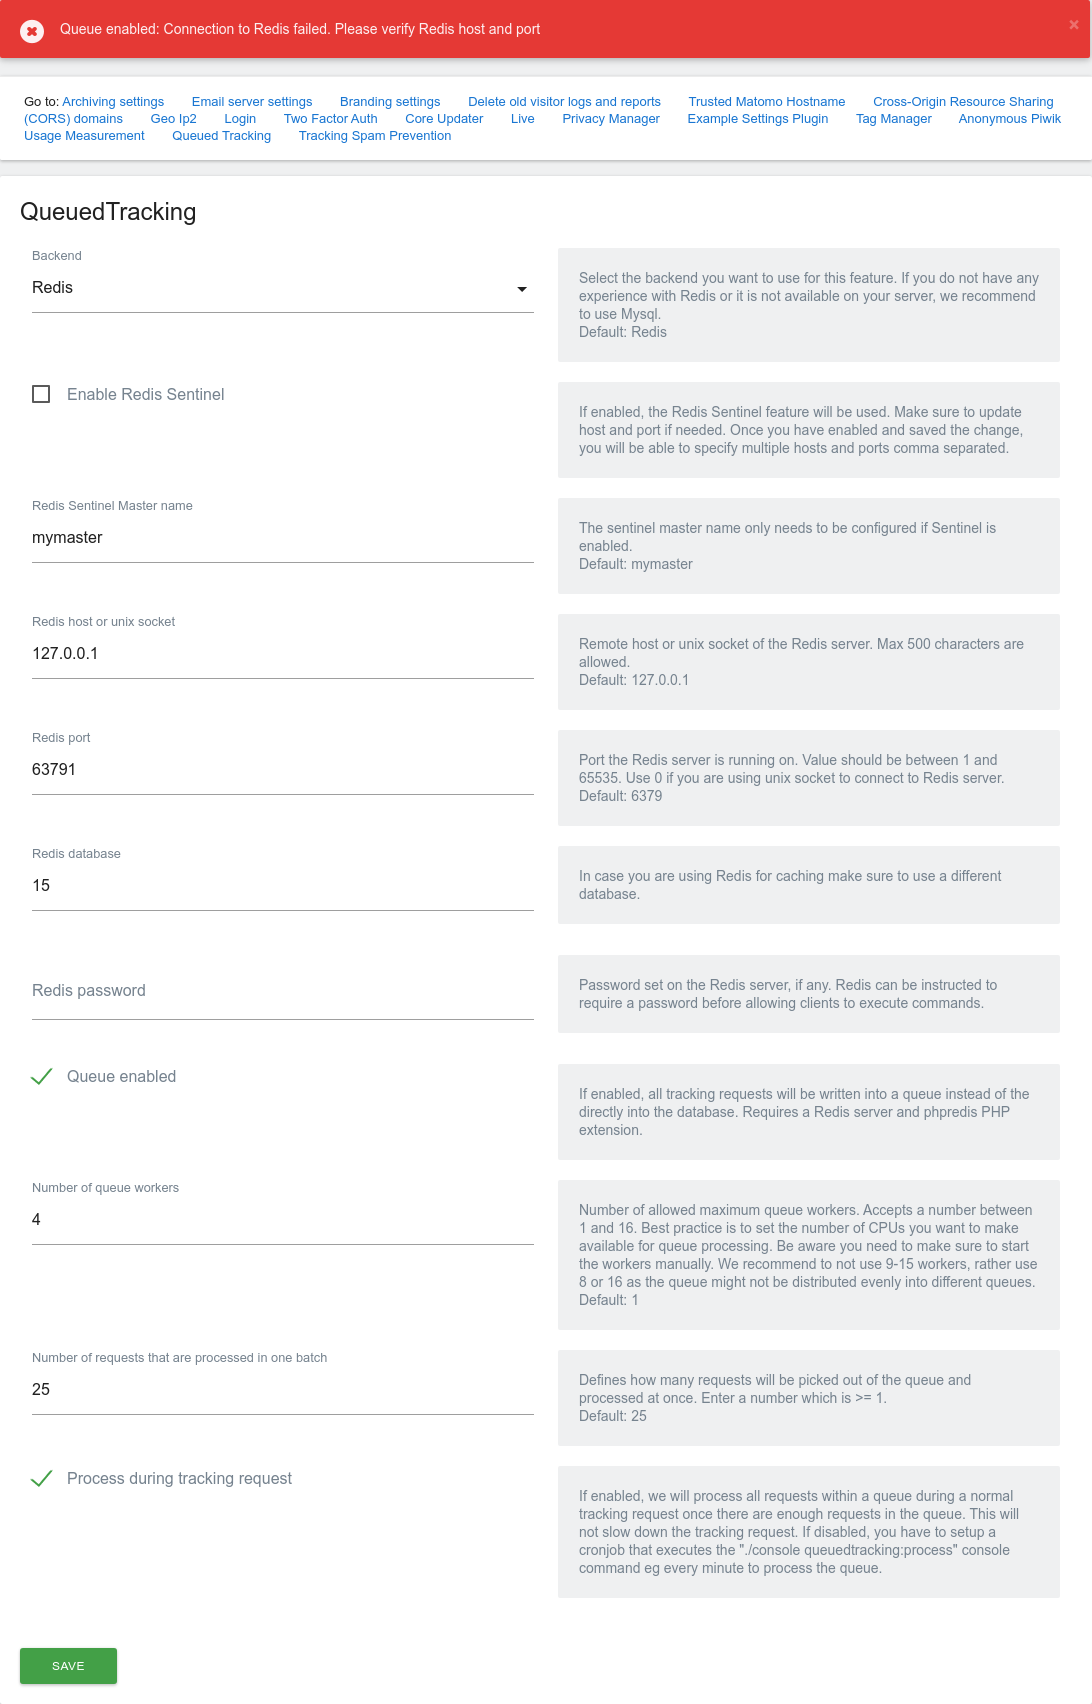 Queue enabled: Connection to Redis failed. Please verify Redis host and port
×
Go to: Archiving settings Email server settings Branding settings Delete old visitor logs and reports Trusted Matomo Hostname Cross-Origin Resource Sharing
(CORS) domains Geo Ip2 Login Two Factor Auth Core Updater Live Privacy Manager Example Settings Plugin Tag Manager Anonymous Piwik
Usage Measurement Queued Tracking Tracking Spam Prevention
QueuedTracking
Backend
Redis
Select the backend you want to use for this feature. If you do not have any
experience with Redis or it is not available on your server, we recommend
to use Mysql.
Default: Redis
Enable Redis Sentinel
If enabled, the Redis Sentinel feature will be used. Make sure to update
host and port if needed. Once you have enabled and saved the change,
you will be able to specify multiple hosts and ports comma separated.
Redis Sentinel Master name
mymaster
The sentinel master name only needs to be configured if Sentinel is
enabled.
Default: mymaster
Redis host or unix socket
127.0.0.1
Remote host or unix socket of the Redis server. Max 500 characters are
allowed.
Default: 127.0.0.1
Redis port
63791
Port the Redis server is running on. Value should be between 1 and
65535. Use 0 if you are using unix socket to connect to Redis server.
Default: 6379
Redis database
15
In case you are using Redis for caching make sure to use a different
database.
Redis password
Password set on the Redis server, if any. Redis can be instructed to
require a password before allowing clients to execute commands.
Queue enabled
If enabled, all tracking requests will be written into a queue instead of the
directly into the database. Requires a Redis server and phpredis PHP
extension.
Number of queue workers
4
Number of allowed maximum queue workers. Accepts a number between
1 and 16. Best practice is to set the number of CPUs you want to make
available for queue processing. Be aware you need to make sure to start
the workers manually. We recommend to not use 9-15 workers, rather use
8 or 16 as the queue might not be distributed evenly into different queues.
Default: 1
Number of requests that are processed in one batch
25
Defines how many requests will be picked out of the queue and
processed at once. Enter a number which is >= 1.
Default: 25
Process during tracking request
If enabled, we will process all requests within a queue during a normal
tracking request once there are enough requests in the queue. This will
not slow down the tracking request. If disabled, you have to setup a
cronjob that executes the "./console queuedtracking:process" console
command eg every minute to process the queue.
SAVE